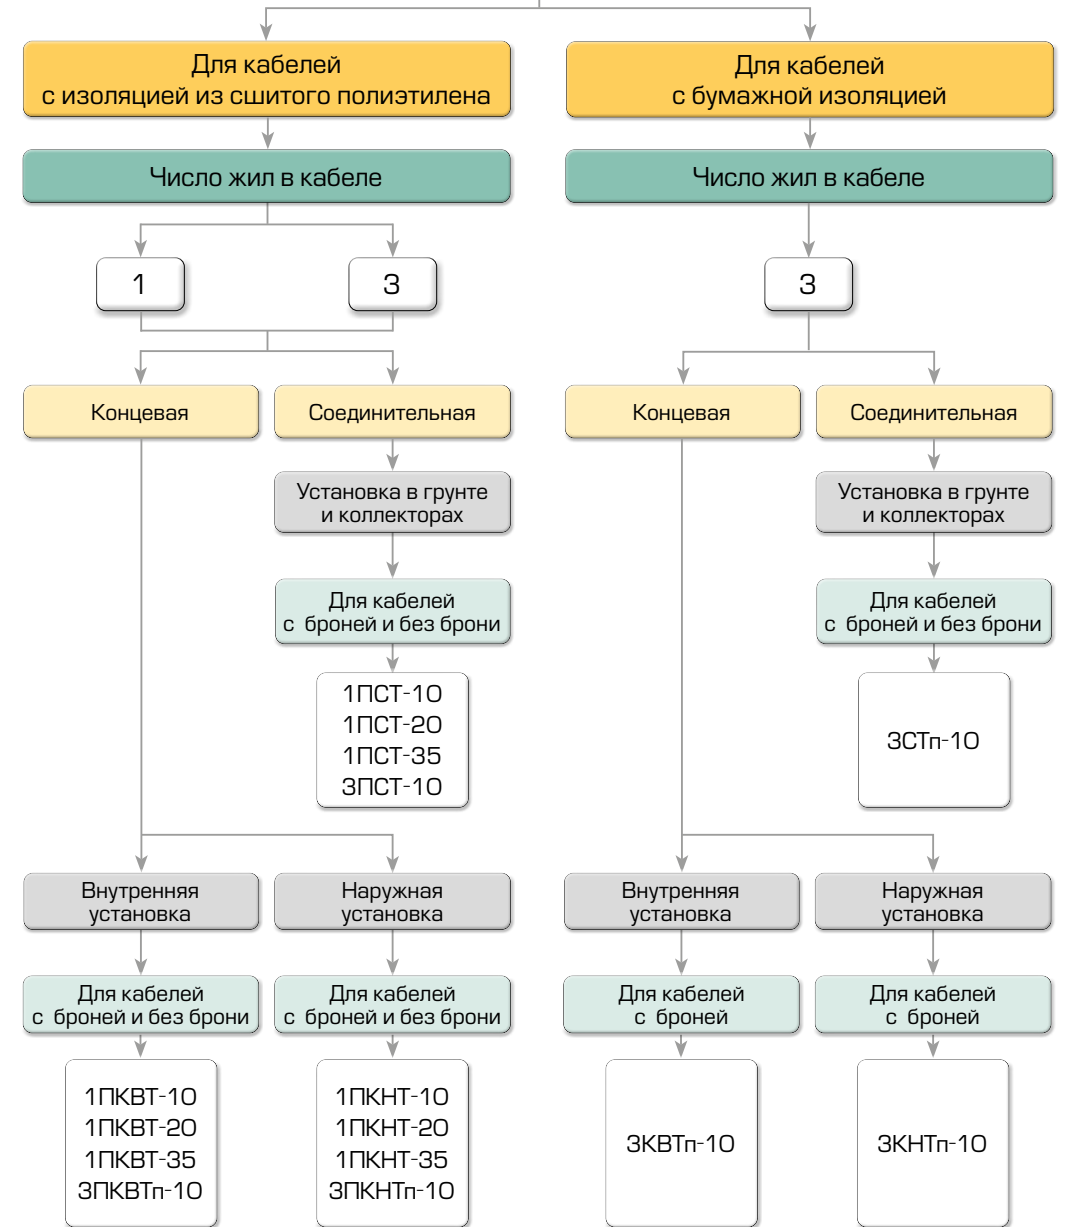 Для кабелей
с изоляцией из сшитого полиэтилена
Для кабелей
с бумажной изоляцией
Число жил в кабеле
Число жил в кабеле
1
3
3
Концевая
Соединительная
Концевая
Соединительная
Установка в грунте
и коллекторах
Установка в грунте
и коллекторах
Для кабелей
с броней и без брони
Для кабелей
с броней и без брони
1ПСТ-10
1ПСТ-20
1ПСТ-35
3ПСТ-10
3СТп-10
Внутренняя
установка
Наружная
установка
Внутренняя
установка
Наружная
установка
Для кабелей
с броней и без брони
Для кабелей
с броней и без брони
Для кабелей
с броней
Для кабелей
с броней
1ПКВТ-10
1ПКВТ-20
1ПКВТ-35
3ПКВТп-10
1ПКНТ-10
1ПКНТ-20
1ПКНТ-35
3ПКНТп-10
3КВТп-10
3КНТп-10